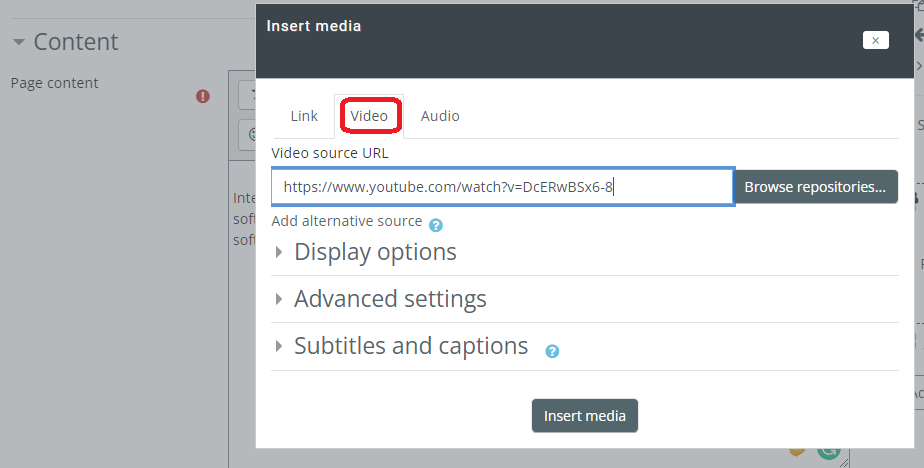 Insert media
×
Content
Page content
Link Video Audio
Video source URL
https://www.youtube.com/watch?v=DcERwBSx6-8 Browse repositories...
Add alternative source ?
Display options
Advanced settings
Subtitles and captions ?
Insert media
Inte
soft
soft